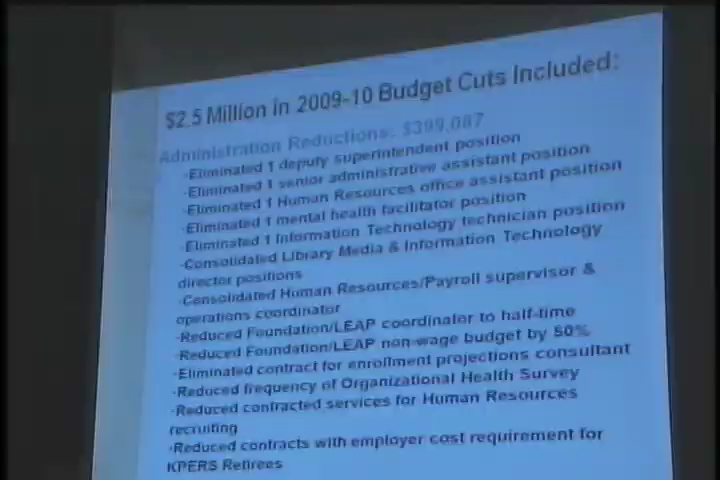 $2.5 Million in 2009-10 Budget Cuts Included:
Administration Reductions: $399,087
·Eliminated 1 deputy superintendent position
·Eliminated 1 senior administrative assistant position
·Eliminated 1 Human Resources office assistant position
·Eliminated 1 mental health facilitator position
·Eliminated 1 Information Technology technician position
·Consolidated Library Media & Information Technology
director positions
·Consolidated Human Resources/Payroll supervisor &
operations coordinator
·Reduced Foundation/LEAP coordinator to half-time
·Reduced Foundation/LEAP non-wage budget by 50%
·Eliminated contract for enrollment projections consultant
·Reduced frequency of Organizational Health Survey
·Reduced contracted services for Human Resources
recruiting
·Reduced contracts with employer cost requirement for
KPERS Retirees